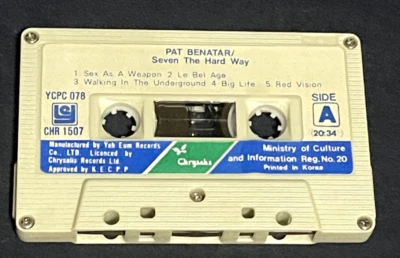 PAT BENATAR/
Seven The Hard Way
1. Sex As A Weapon 2 Le Bel Age
3. Walking In The Underground 4 Big Life 5. Red Vision
YCPC 078
CHR 1507
SIDE
A
(20:34)
Manufactured by Yeh Eum Records
Co., LTD. Licenced by
Chrysalis Records Ltd.
Approved by K.E.C.P.P
Chrysalis
Ministry of Culture
and Information Reg. No. 20
Printed in Korea